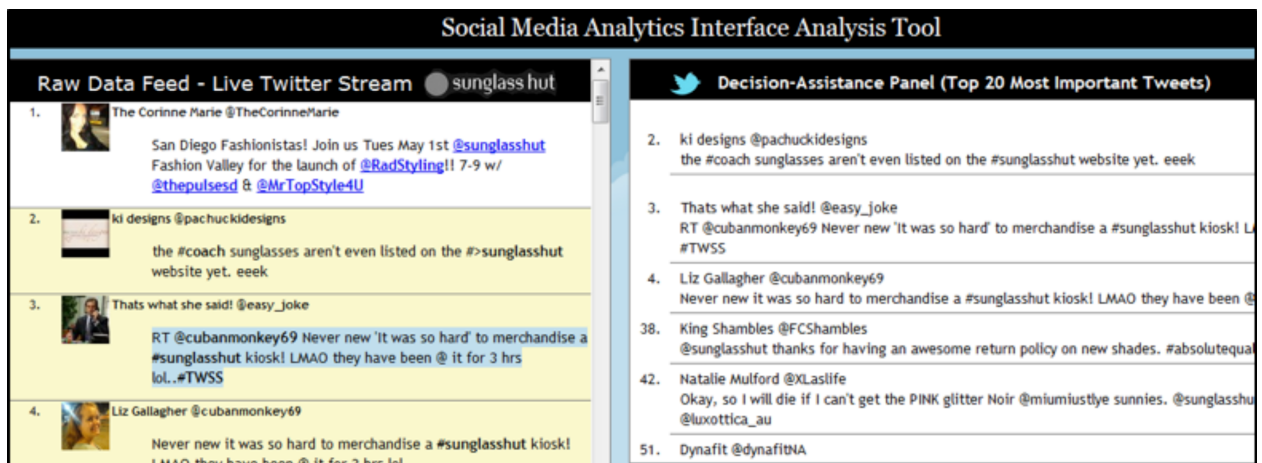 Social Media Analytics Interface Analysis Tool
Raw Data Feed - Live Twitter Stream sunglass hut
1. The Corinne Marie @TheCorinneMarie
San Diego Fashionistas! Join us Tues May 1st @sunglasshut
Fashion Valley for the launch of @RadStyling!! 7-9 w/
@thepulsesd & @MrTopStyle4U
2. ki designs @pachuckidesigns
the #coach sunglasses aren't even listed on the #>sunglasshut
website yet. eeek
3. Thats what she said! @easy_joke
RT @cubanmonkey69 Never new 'It was so hard' to merchandise a
#sunglasshut kiosk! LMAO they have been @ it for 3 hrs
lol..#TWSS
4. Liz Gallagher @cubanmonkey69
Never new it was so hard to merchandise a #sunglasshut kiosk!
LMAO they have been @ it for 3 hrs lol
Decision-Assistance Panel (Top 20 Most Important Tweets)
2. ki designs @pachuckidesigns
the #coach sunglasses aren't even listed on the #sunglasshut website yet. eeek
3. Thats what she said! @easy_joke
RT @cubanmonkey69 Never new 'It was so hard' to merchandise a #sunglasshut kiosk! L
#TWSS
4. Liz Gallagher @cubanmonkey69
Never new it was so hard to merchandise a #sunglasshut kiosk! LMAO they have been @
38. King Shambles @FCShambles
@sunglasshut thanks for having an awesome return policy on new shades. #absolutequal
42. Natalie Mulford @XLaslife
Okay, so I will die if I can't get the PINK glitter Noir @miumiustlye sunnies. @sunglasshu
@luxottica_au
51. Dynafit @dynafitNA